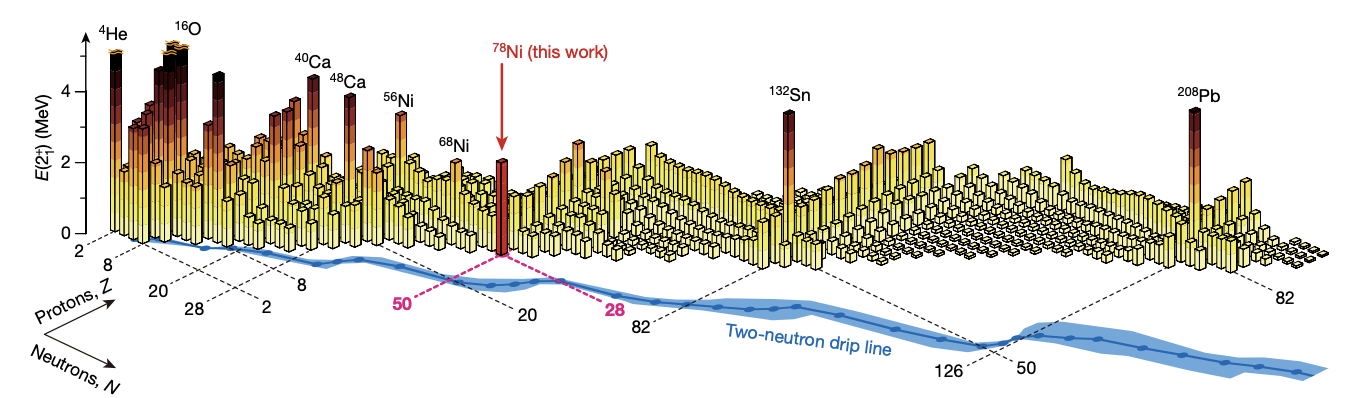 ⁴He
¹⁶O
⁴⁰Ca
⁴⁸Ca
⁵⁶Ni
⁶⁸Ni
⁷⁸Ni (this work)
¹³²Sn
²⁰⁸Pb
E(2₁⁺) (MeV)
4
2
0
2
8
20
28
50
82
126
2
8
20
28
50
82
Protons, Z
Neutrons, N
Two-neutron drip line